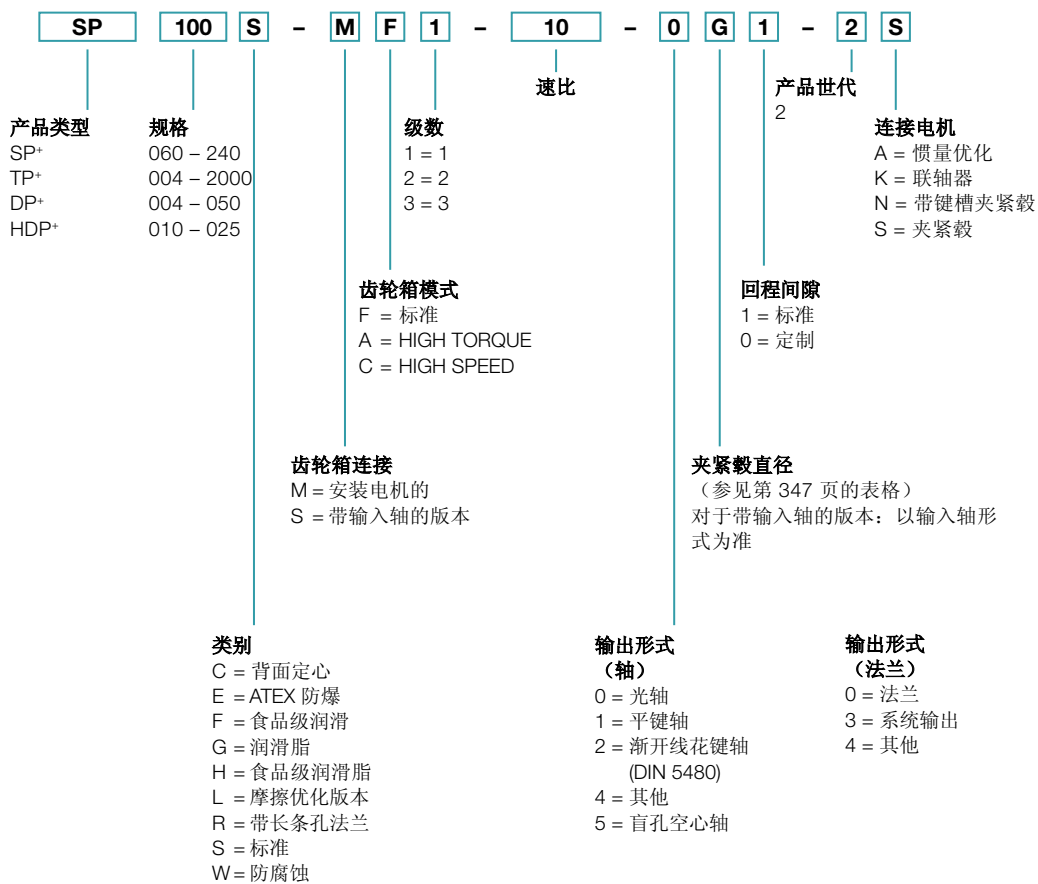 SP 100 S – M F 1 – 10 – 0 G 1 – 2 S
速比
产品世代
2
产品类型
SP+
TP+
DP+
HDP+
规格
060 – 240
004 – 2000
004 – 050
010 – 025
级数
1 = 1
2 = 2
3 = 3
连接电机
A = 惯量优化
K = 联轴器
N = 带键槽夹紧毂
S = 夹紧毂
齿轮箱模式
F = 标准
A = HIGH TORQUE
C = HIGH SPEED
回程间隙
1 = 标准
0 = 定制
齿轮箱连接
M = 安装电机的
S = 带输入轴的版本
夹紧毂直径
（参见第 347 页的表格）
对于带输入轴的版本：以输入轴形
式为准
类别
C = 背面定心
E = ATEX 防爆
F = 食品级润滑
G = 润滑脂
H = 食品级润滑脂
L = 摩擦优化版本
R = 带长条孔法兰
S = 标准
W = 防腐蚀
输出形式
（轴）
0 = 光轴
1 = 平键轴
2 = 渐开线花键轴
(DIN 5480)
4 = 其他
5 = 盲孔空心轴
输出形式
（法兰）
0 = 法兰
3 = 系统输出
4 = 其他